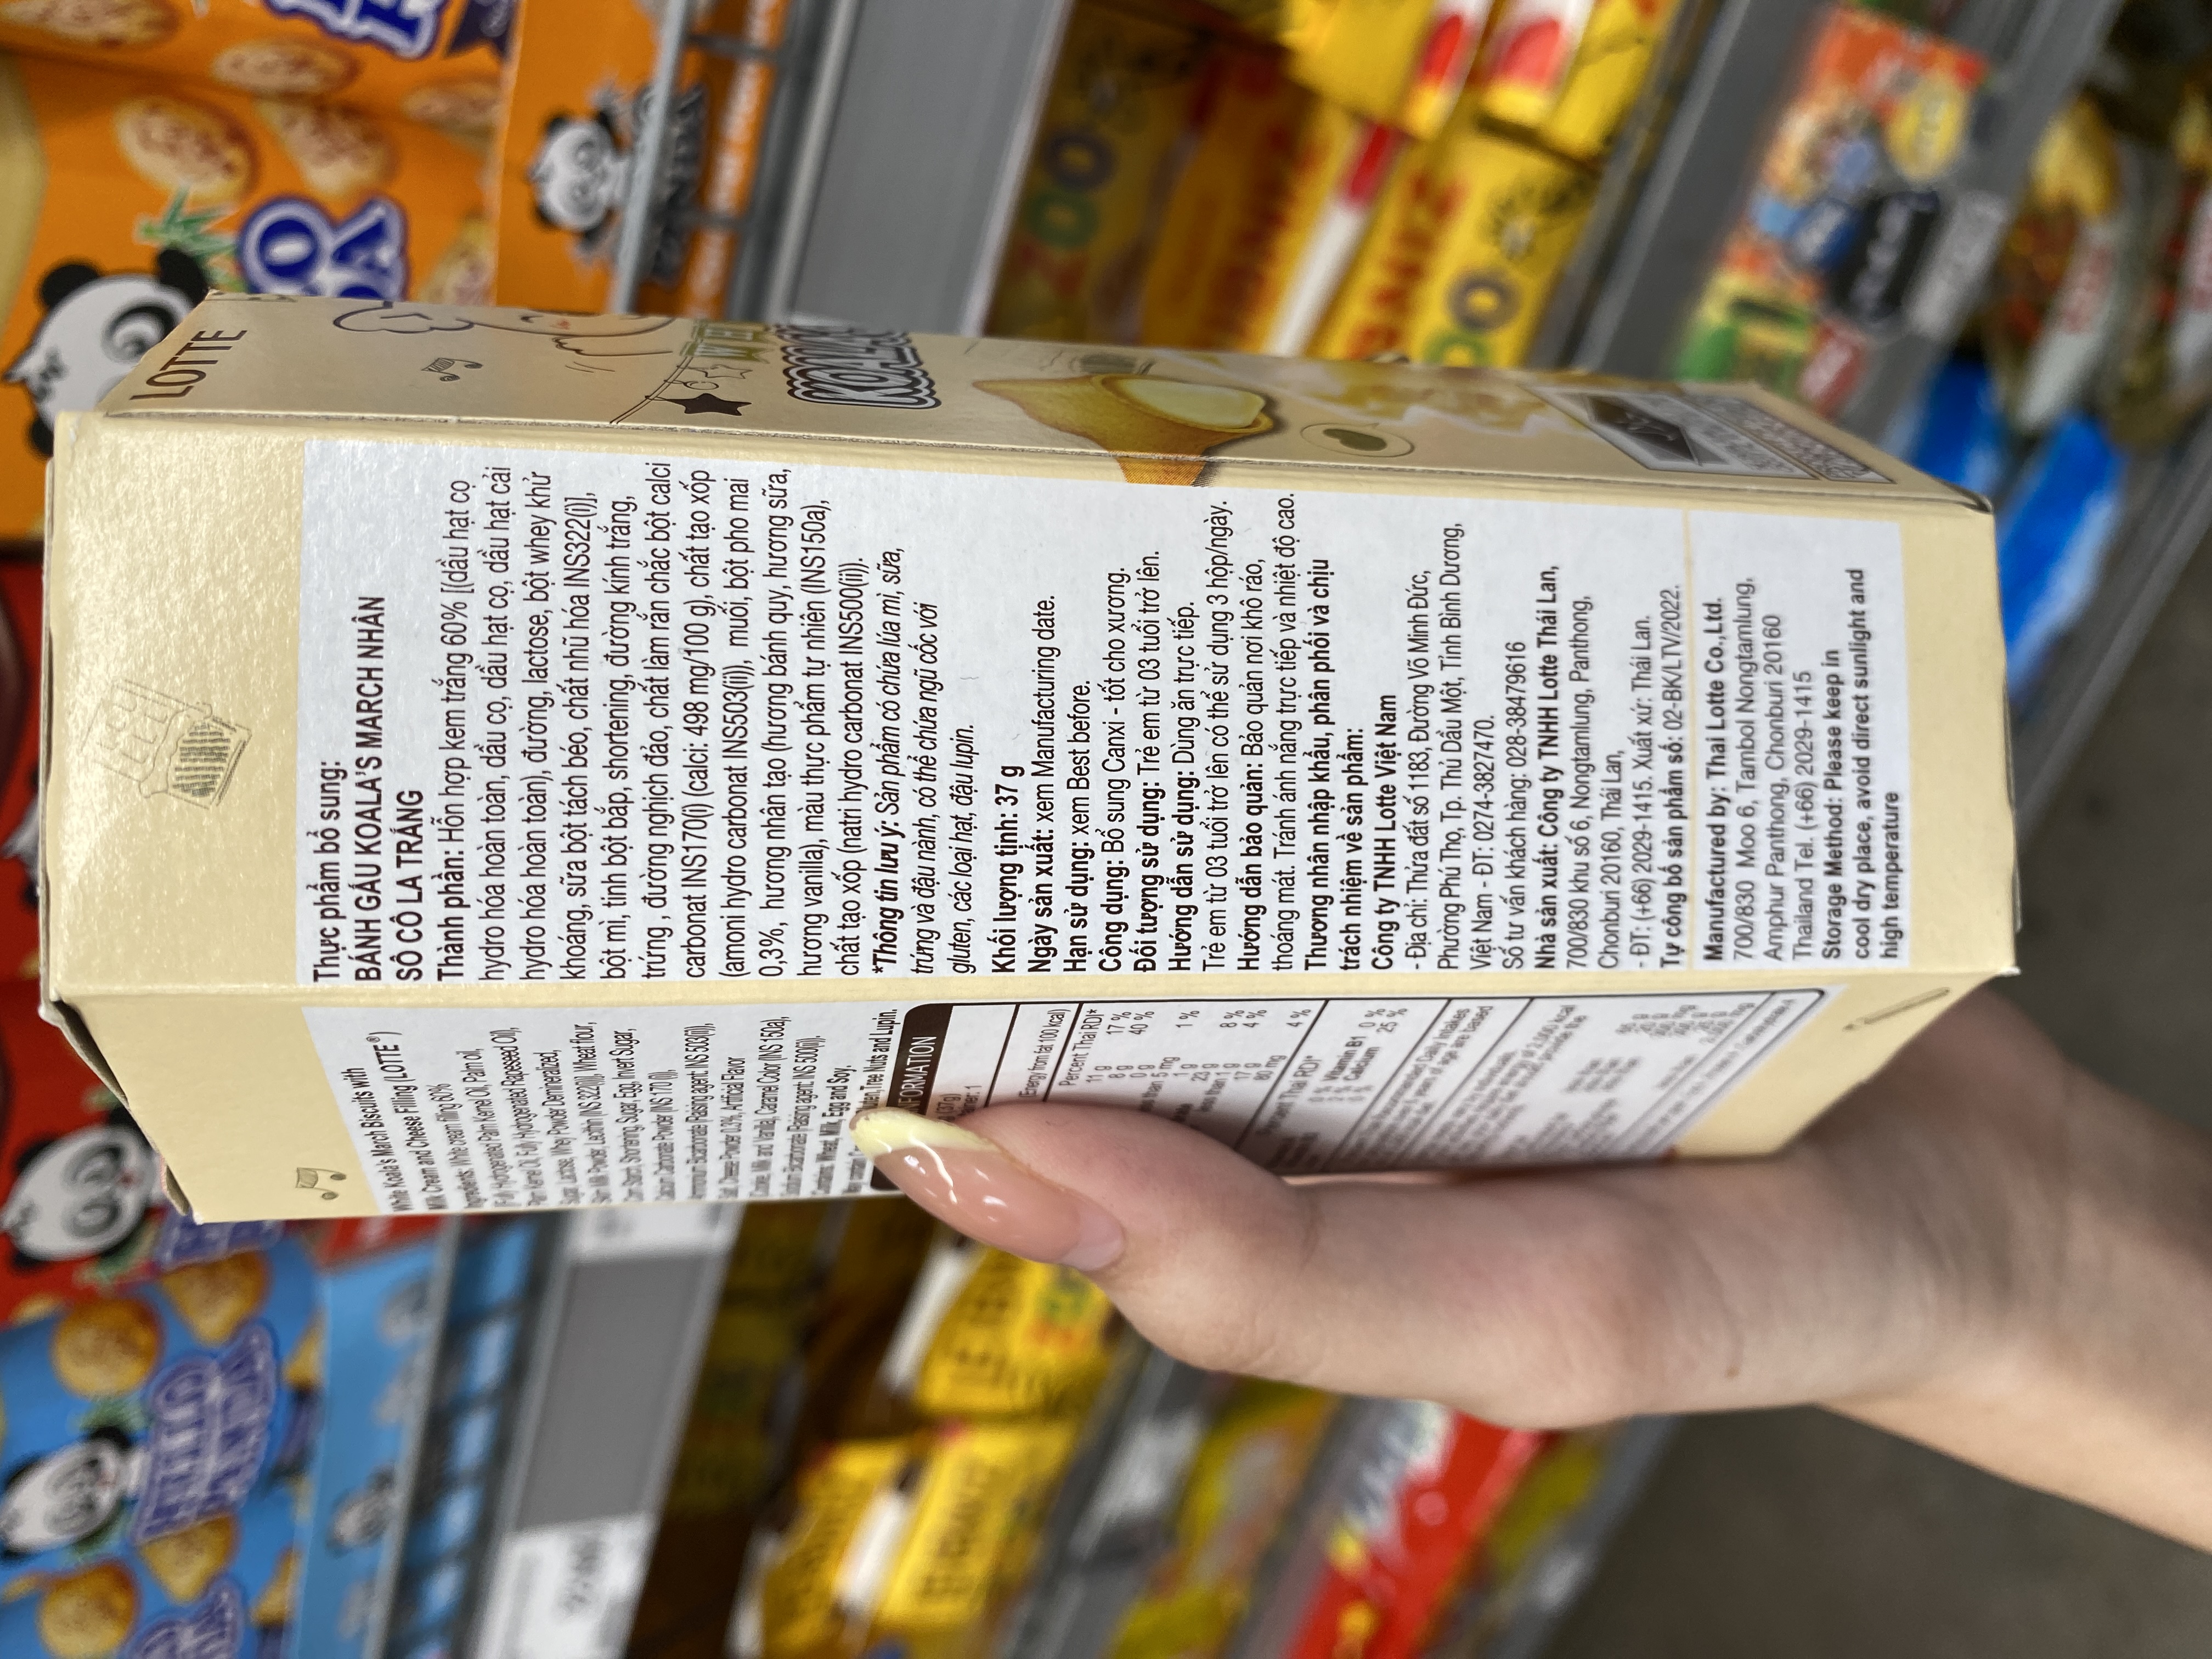 White Koala's March Biscuits with
Milk Cream and Cheese Filling (LOTTE®)
Ingredients: White cream filling 60%
[(Fully Hydrogenated Palm Kernel Oil, Palm oil,
Palm Kernel Oil, Fully Hydrogenated Rapeseed Oil),
Sugar, Lactose, Whey Powder Demineralized,
Skim Milk Powder, Lecithin (INS 322(i))], Wheat flour,
Corn Starch, Shortening, Sugar, Egg, Invert Sugar,
Calcium Carbonate Powder (INS 170 (i)),
Ammonium Bicarbonate (Raising agent: INS 503(ii)),
Salt, Cheese Powder 0.3%, Artificial Flavor
(Cookie, Milk and Vanilla), Caramel Color (INS 150a),
Sodium Bicarbonate (Raising agent: INS 500(ii)).
Contains: Wheat, Milk, Egg and Soy.
May contain Tree Nuts and Lupin.
(37g)
(Energy from fat 100 kcal)
Percent Thai RDI*
11 g 17 %
8 g 40 %
0 g
5 mg 1 %
1 g
23 g 8 %
than 1 g 4 %
17 g
80 mg 4 %
Percent Thai RDI*
Vitamin B1 0 %
Calcium 25 %
Thực phẩm bổ sung:
BÁNH GẤU KOALA'S MARCH NHÂN
SÔ CÔ LA TRẮNG
Thành phần: Hỗn hợp kem trắng 60% [(dầu hạt cọ
hydro hóa hoàn toàn, dầu cọ, dầu hạt cọ, dầu hạt cải
hydro hóa hoàn toàn), đường, lactose, bột whey khử
khoáng, sữa bột tách béo, chất nhũ hóa INS322(i)],
bột mì, tinh bột bắp, shortening, đường kính trắng,
trứng , đường nghịch đảo, chất làm rắn chắc bột calci
carbonat INS170(i) (calci: 498 mg/100 g), chất tạo xốp
(amoni hydro carbonat INS503(ii)), muối, bột pho mai
0,3%, hương nhân tạo (hương bánh quy, hương sữa,
hương vanilla), màu thực phẩm tự nhiên (INS150a),
chất tạo xốp (natri hydro carbonat INS500(ii)).
*Thông tin lưu ý: Sản phẩm có chứa lúa mì, sữa,
trứng và đậu nành, có thể chứa ngũ cốc với
gluten, các loại hạt, đậu lupin.
Khối lượng tịnh: 37 g
Ngày sản xuất: xem Manufacturing date.
Hạn sử dụng: xem Best before.
Công dụng: Bổ sung Canxi - tốt cho xương.
Đối tượng sử dụng: Trẻ em từ 03 tuổi trở lên.
Hướng dẫn sử dụng: Dùng ăn trực tiếp.
Trẻ em từ 03 tuổi trở lên có thể sử dụng 3 hộp/ngày.
Hướng dẫn bảo quản: Bảo quản nơi khô ráo,
thoáng mát. Tránh ánh nắng trực tiếp và nhiệt độ cao.
Thương nhân nhập khẩu, phân phối và chịu
trách nhiệm về sản phẩm:
Công ty TNHH Lotte Việt Nam
- Địa chỉ: Thửa đất số 1183, Đường Võ Minh Đức,
Phường Phú Thọ, Tp. Thủ Dầu Một, Tỉnh Bình Dương,
Việt Nam - ĐT: 0274-3827470.
Số tư vấn khách hàng: 028-38479616
Nhà sản xuất: Công ty TNHH Lotte Thái Lan,
700/830 khu số 6, Nongtamlung, Panthong,
Chonburi 20160, Thái Lan,
- ĐT: (+66) 2029-1415. Xuất xứ: Thái Lan.
Tự công bố sản phẩm số: 02-BK/LTV/2022.
Manufactured by: Thai Lotte Co.,Ltd.
700/830 Moo 6, Tambol Nongtamlung,
Amphur Panthong, Chonburi 20160
Thailand Tel. (+66) 2029-1415
Storage Method: Please keep in
cool dry place, avoid direct sunlight and
high temperature
LOTTE
HELLO
PANDA
ZOO